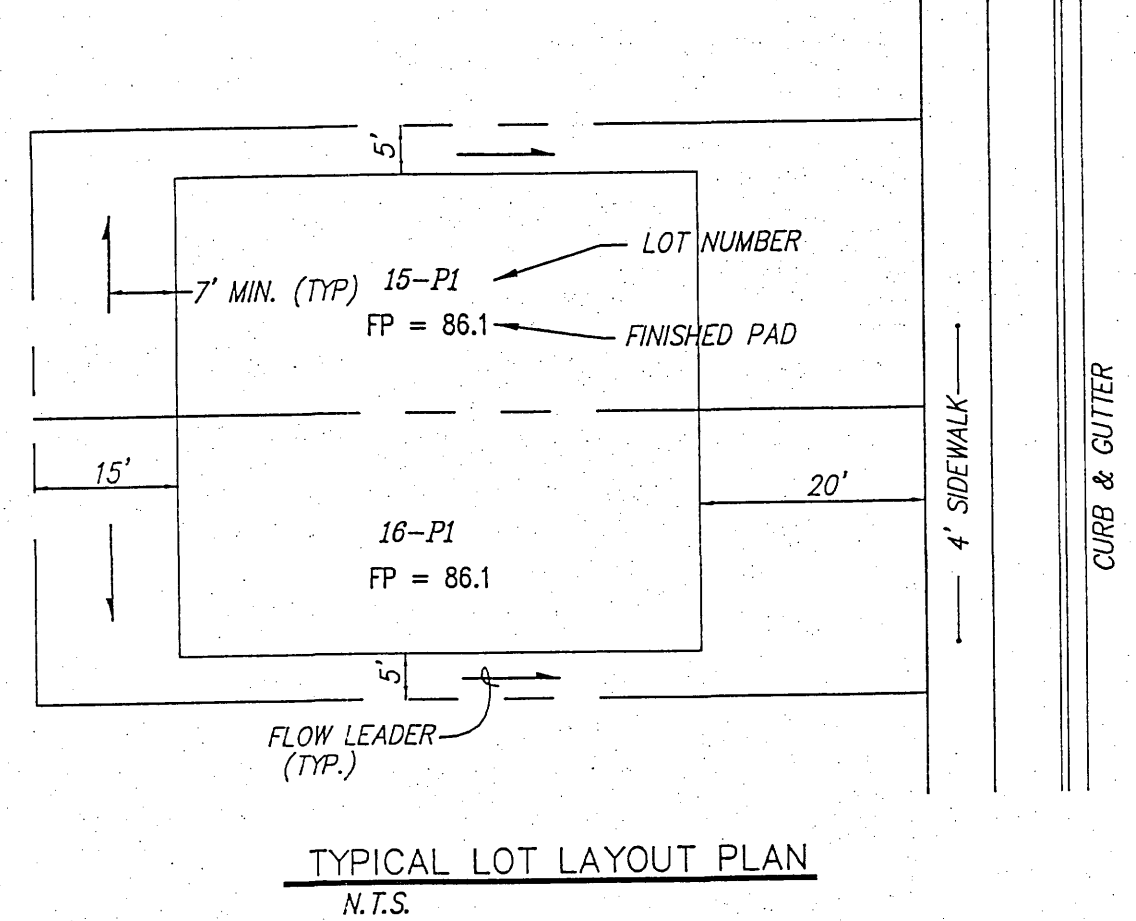 5'
LOT NUMBER
7' MIN. (TYP) 15-P1
FP = 86.1
FINISHED PAD
4' SIDEWALK
CURB & GUTTER
15'
20'
16-P1
FP = 86.1
5'
FLOW LEADER
(TYP.)
TYPICAL LOT LAYOUT PLAN
N.T.S.